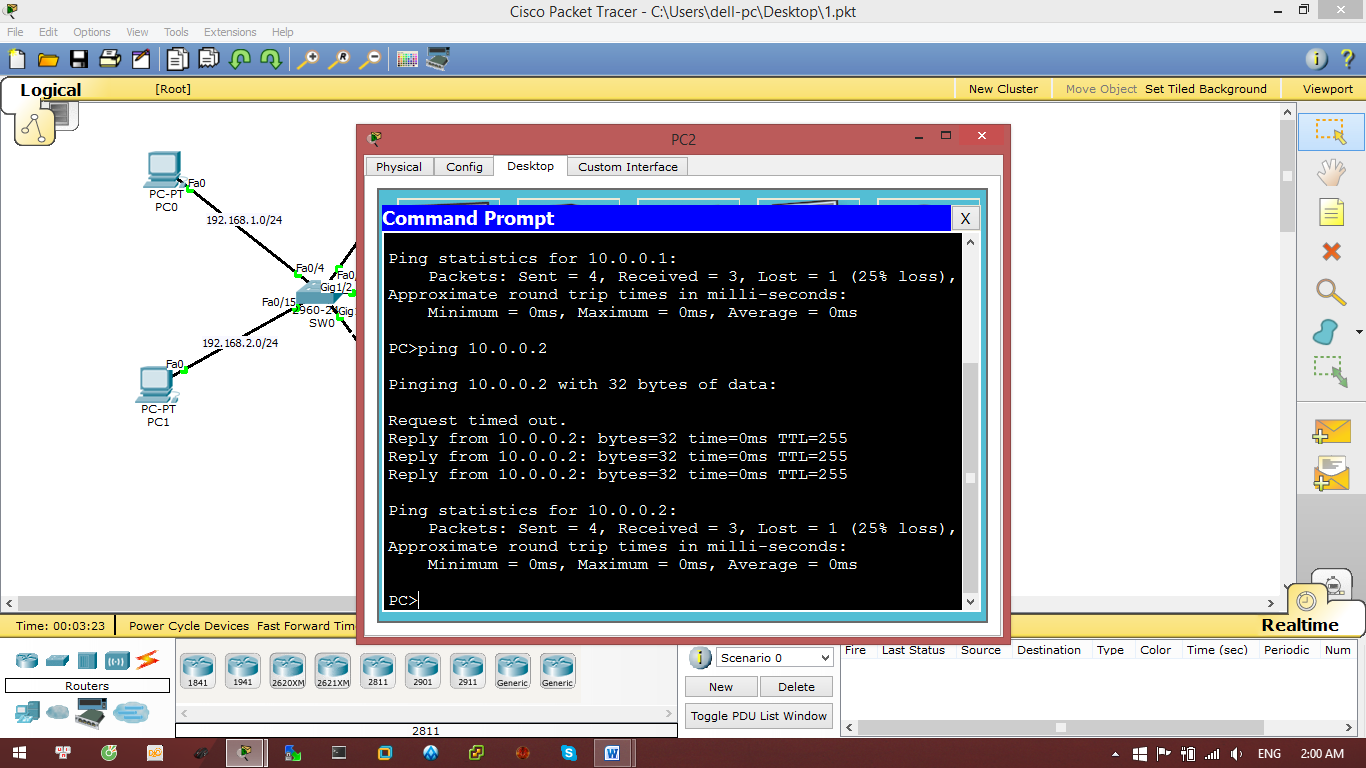 Cisco Packet Tracer - C:\Users\dell-pc\Desktop\1.pkt
File Edit Options View Tools Extensions Help
Logical [Root] New Cluster Move Object Set Tiled Background Viewport
PC-PT
PC0
Fa0
192.168.1.0/24
Fa0/4
Fa0/
Gig1/2
Fa0/15
2960-24
Gig1
SW0
192.168.2.0/24
Fa0
PC-PT
PC1
PC2
Physical Config Desktop Custom Interface
Command Prompt X
Ping statistics for 10.0.0.1:
Packets: Sent = 4, Received = 3, Lost = 1 (25% loss),
Approximate round trip times in milli-seconds:
Minimum = 0ms, Maximum = 0ms, Average = 0ms
PC>ping 10.0.0.2
Pinging 10.0.0.2 with 32 bytes of data:
Request timed out.
Reply from 10.0.0.2: bytes=32 time=0ms TTL=255
Reply from 10.0.0.2: bytes=32 time=0ms TTL=255
Reply from 10.0.0.2: bytes=32 time=0ms TTL=255
Ping statistics for 10.0.0.2:
Packets: Sent = 4, Received = 3, Lost = 1 (25% loss),
Approximate round trip times in milli-seconds:
Minimum = 0ms, Maximum = 0ms, Average = 0ms
PC>
Time: 00:03:23 Power Cycle Devices Fast Forward Tim
Realtime
Routers
1841 1941 2620XM 2621XM 2811 2901 2911 Generic Generic
2811
Scenario 0
New Delete
Toggle PDU List Window
Fire Last Status Source Destination Type Color Time (sec) Periodic Num
ENG 2:00 AM